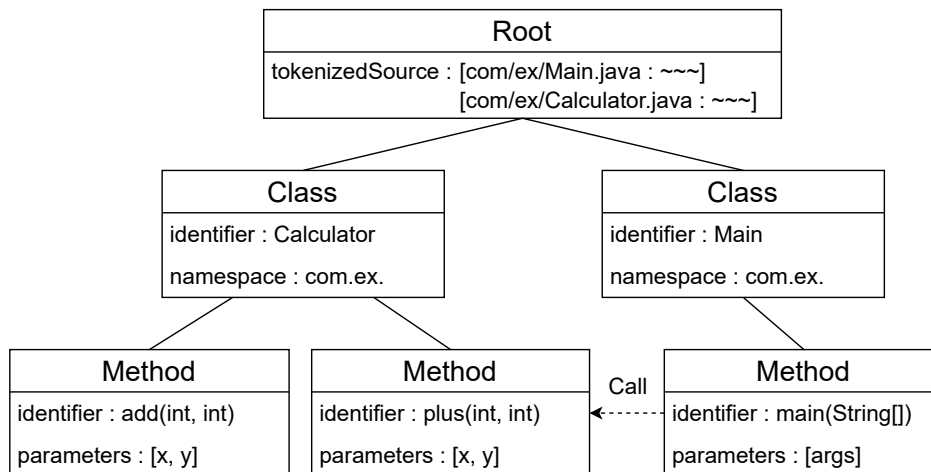 Root
tokenizedSource : [com/ex/Main.java : ~~~]
[com/ex/Calculator.java : ~~~]
Class
identifier : Calculator
namespace : com.ex.
Class
identifier : Main
namespace : com.ex.
Method
identifier : add(int, int)
parameters : [x, y]
Method
identifier : plus(int, int)
parameters : [x, y]
Call
Method
identifier : main(String[])
parameters : [args]